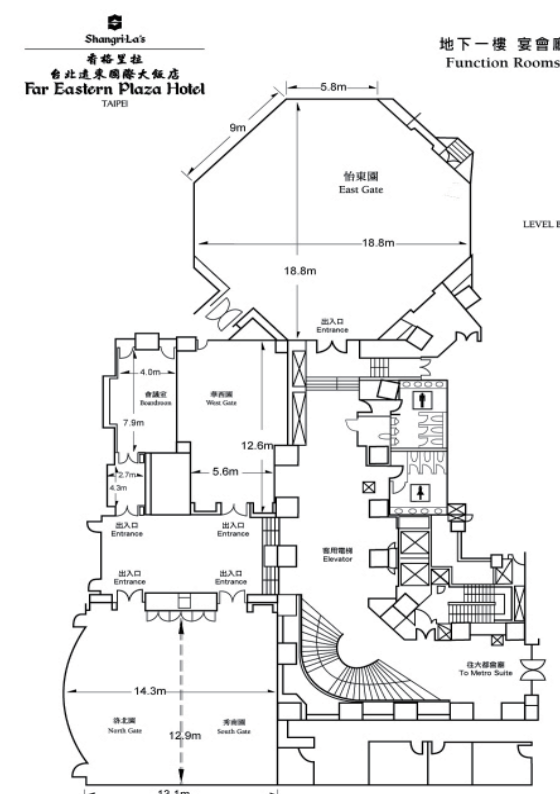 Shangri-La's
香格里拉
台北遠東國際大飯店
Far Eastern Plaza Hotel
TAIPEI
地下一樓 宴會廳
Function Rooms
LEVEL B
5.8m
9m
怡東園
East Gate
18.8m
18.8m
出入口
Entrance
4.0m
會議室
Boardroom
7.9m
華西園
West Gate
12.6m
5.6m
2.7m
4.3m
出入口
Entrance
出入口
Entrance
出入口
Entrance
出入口
Entrance
客用電梯
Elevator
往大都會廳
To Metro Suite
14.3m
North Gate
秀南園
South Gate
12.9m
13.1m